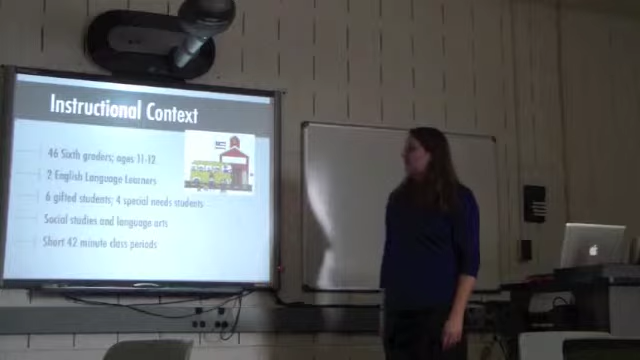 Instructional Context
46 Sixth graders; ages 11-12
2 English Language Learners
6 gifted students; 4 special needs students
Social studies and language arts
Short 42 minute class periods